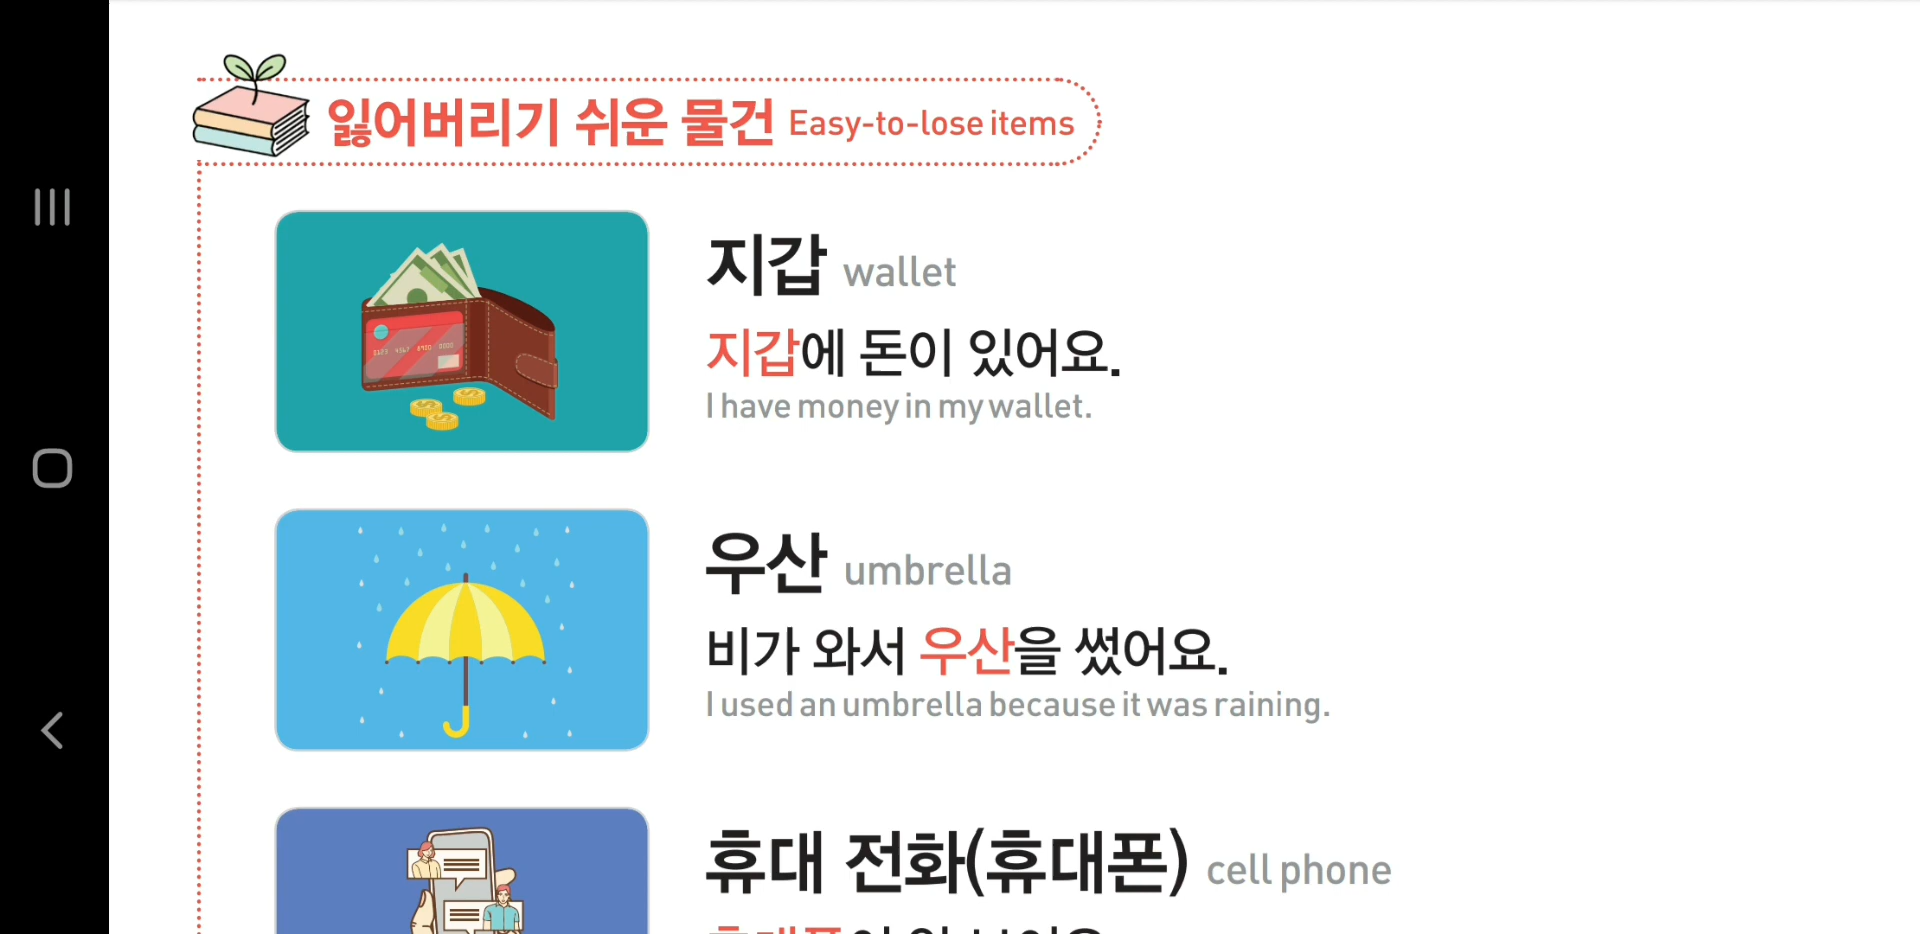 잃어버리기 쉬운 물건 Easy-to-lose items
지갑 wallet
지갑에 돈이 있어요.
I have money in my wallet.
우산 umbrella
비가 와서 우산을 썼어요.
I used an umbrella because it was raining.
휴대 전화(휴대폰) cell phone